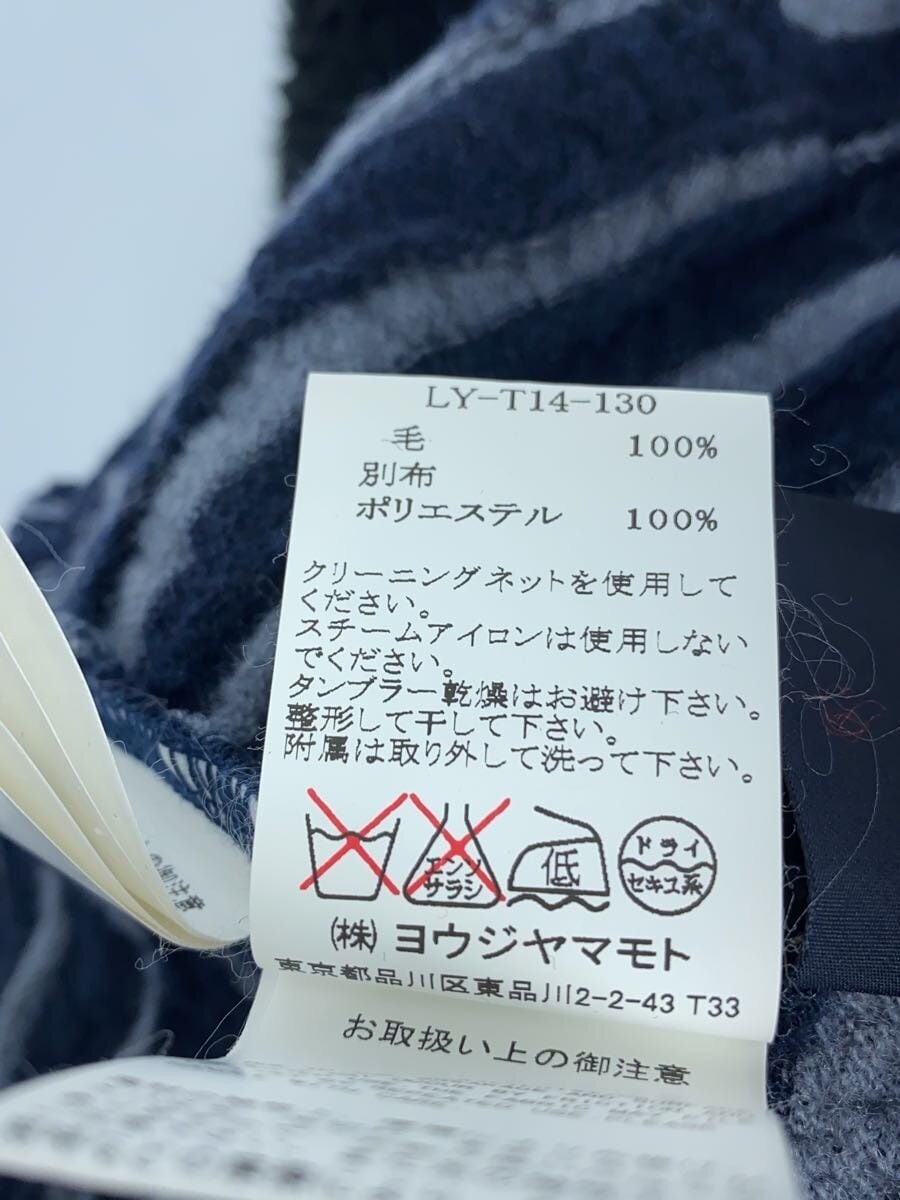 LY-T14-130
毛 100%
別布
ポリエステル 100%
クリーニングネットを使用して
ください。
スチームアイロンは使用しない
でください。
タンブラー乾燥はお避け下さい。
整形して干して下さい。
附属は取り外して洗って下さい。
エンソ
サラシ
低
ドライ
セキユ系
(株) ヨウジヤマモト
東京都品川区東品川2-2-43 T33
お取扱い上の御注意